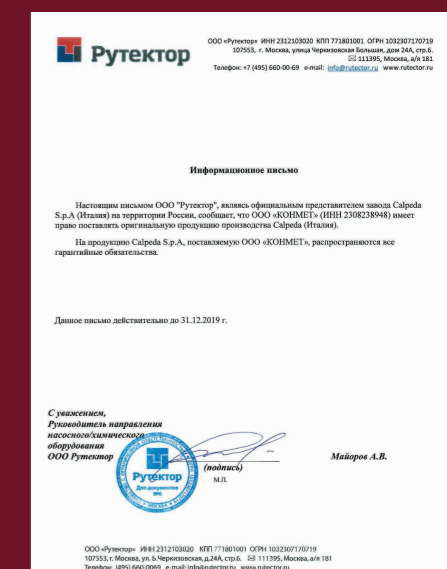 Рутектор
ООО «Рутектор» ИНН 2312103020 КПП 771801001 ОГРН 1032307170719
107553, г. Москва, улица Черкизовская Большая, дом 24А, стр.6.
111395, Москва, а/я 181
Телефон: +7 (495) 660-00-69 e-mail: info@rutector.ru www.rutector.ru
Информационное письмо
Настоящим письмом ООО "Рутектор", являясь официальным представителем завода Calpeda
S.p.A (Италия) на территории России, сообщает, что ООО «КОНМЕТ» (ИНН 2308238948) имеет
право поставлять оригинальную продукцию производства Calpeda (Италия).
На продукцию Calpeda S.p.A, поставляемую ООО «КОНМЕТ», распространяются все
гарантийные обязательства.
Данное письмо действительно до 31.12.2019 г.
С уважением,
Руководитель направления
насосного/химического
оборудования
ООО Рутектор
(подпись)
м.п.
Майоров А.В.
Рутектор
Для документов
ООО «Рутектор» ИНН 2312103020 КПП 771801001 ОГРН 1032307170719
107553, г. Москва, ул. Б.Черкизовская, д.24А, стр.6. 111395, Москва, а/я 181
Телефон: (495) 660-0069 e-mail: info@rutector.ru www.rutector.ru